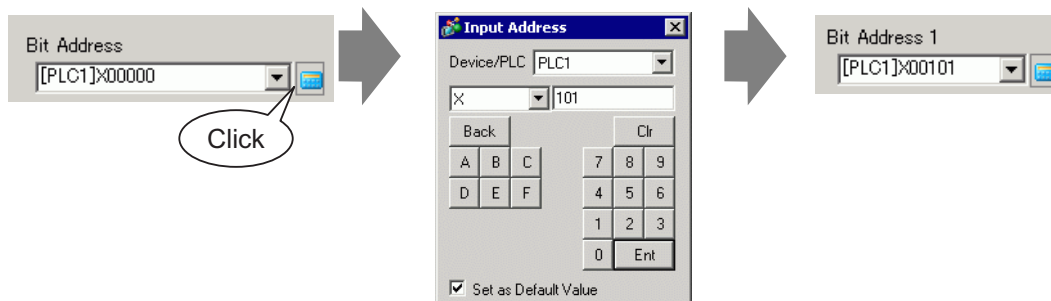 Bit Address
[PLC1]X00000
Click
Input Address
Device/PLC PLC1
X 101
Back Clr
A B C 7 8 9
D E F 4 5 6
1 2 3
0 Ent
Set as Default Value
Bit Address 1
[PLC1]X00101